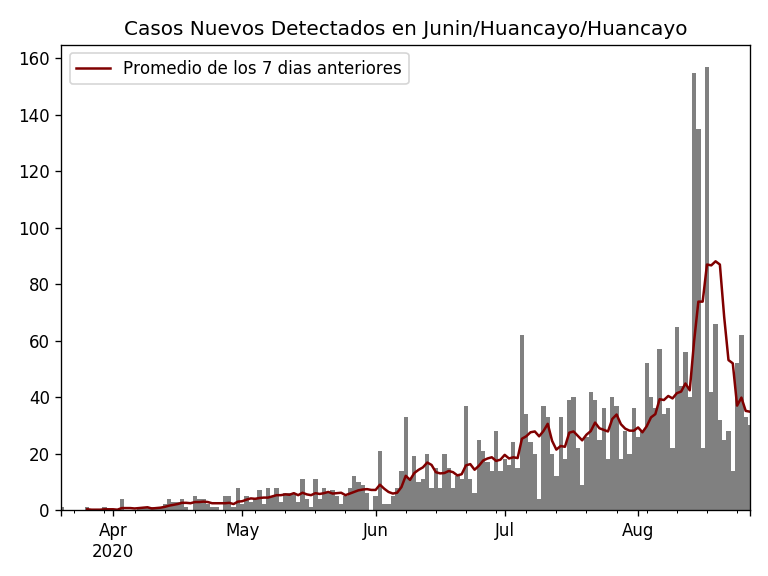 Casos Nuevos Detectados en Junin/Huancayo/Huancayo
Promedio de los 7 dias anteriores
160
140
120
100
80
60
40
20
0
Apr
2020
May
Jun
Jul
Aug